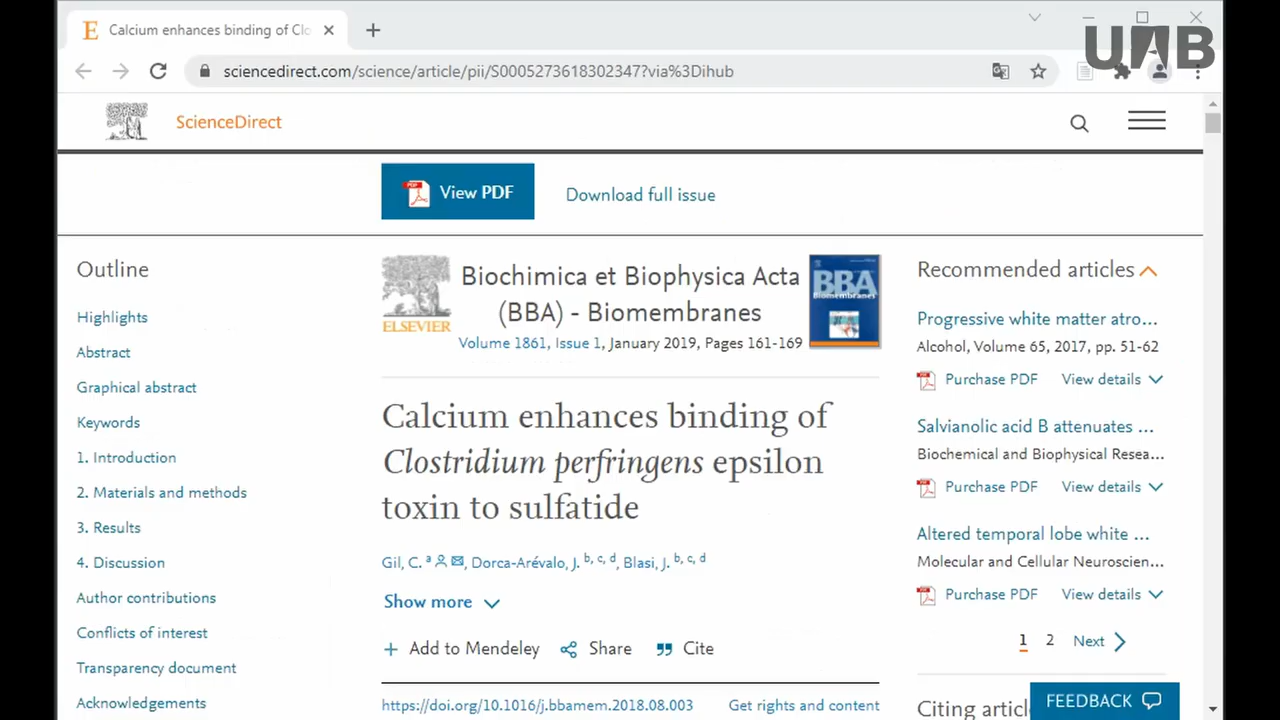 Calcium enhances binding of Clo
UAB
sciencedirect.com/science/article/pii/S0005273618302347?via%3Dihub
ScienceDirect
View PDF
Download full issue
Outline
Highlights
Abstract
Graphical abstract
Keywords
1. Introduction
2. Materials and methods
3. Results
4. Discussion
Author contributions
Conflicts of interest
Transparency document
Acknowledgements
ELSEVIER
Biochimica et Biophysica Acta
(BBA) - Biomembranes
Volume 1861, Issue 1, January 2019, Pages 161-169
BBA
Biomembranes
Calcium enhances binding of
Clostridium perfringens epsilon
toxin to sulfatide
Gil, C. a, Dorca-Arévalo, J. b, c, d, Blasi, J. b, c, d
Show more
Add to Mendeley
Share
Cite
https://doi.org/10.1016/j.bbamem.2018.08.003
Get rights and content
Recommended articles
Progressive white matter atro...
Alcohol, Volume 65, 2017, pp. 51-62
Purchase PDF View details
Salvianolic acid B attenuates ...
Biochemical and Biophysical Resea...
Purchase PDF View details
Altered temporal lobe white ...
Molecular and Cellular Neuroscien...
Purchase PDF View details
1 2 Next
Citing articl
FEEDBACK